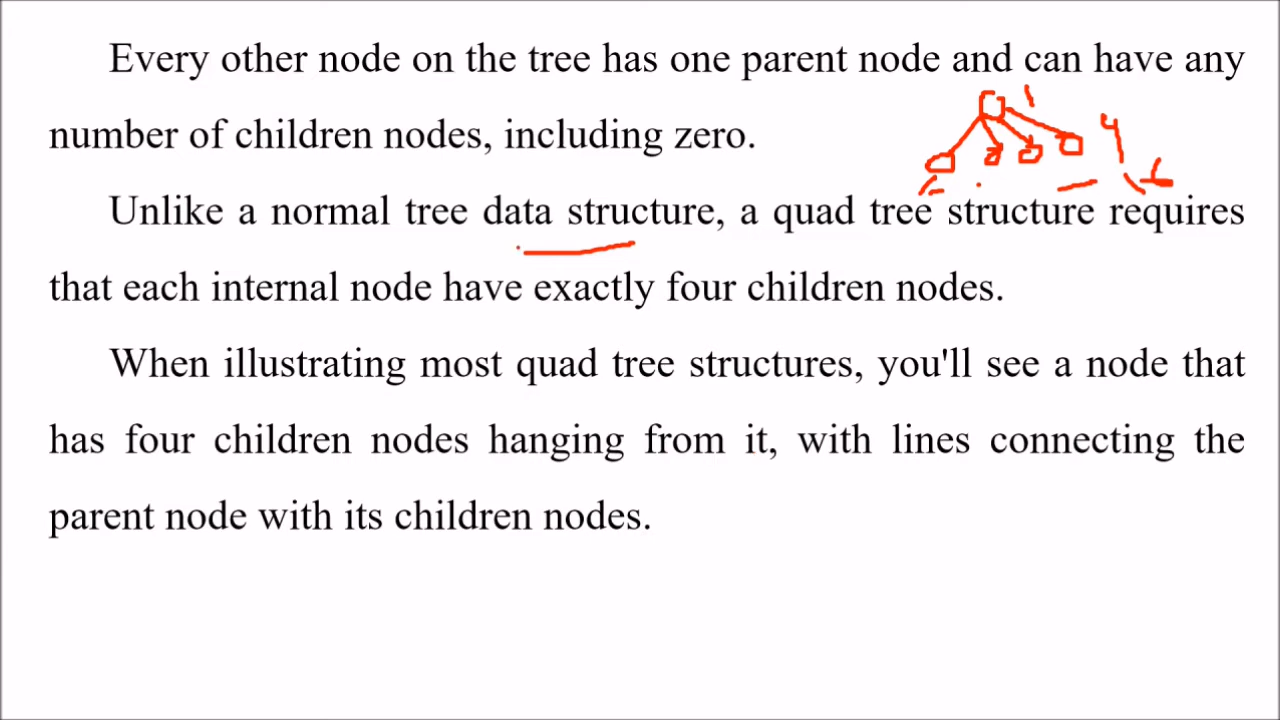 Every other node on the tree has one parent node and can have any
number of children nodes, including zero.
1
4
16
Unlike a normal tree data structure, a quad tree structure requires
that each internal node have exactly four children nodes.
When illustrating most quad tree structures, you'll see a node that
has four children nodes hanging from it, with lines connecting the
parent node with its children nodes.